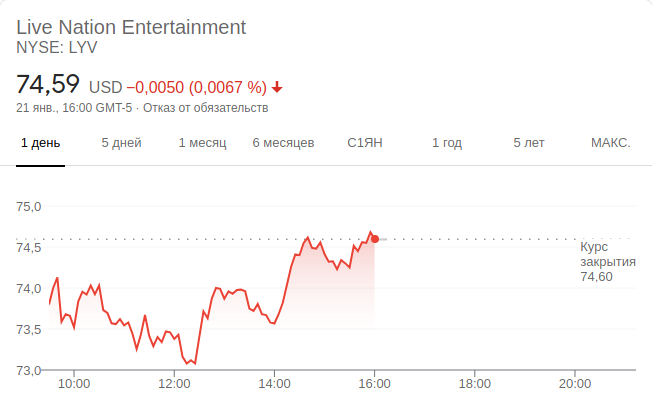 Live Nation Entertainment
NYSE: LYV
74,59 USD −0,0050 (0,0067 %)
21 янв., 16:00 GMT-5 · Отказ от обязательств
1 день 5 дней 1 месяц 6 месяцев С1ЯН 1 год 5 лет МАКС.
75,0
74,5
74,0
73,5
73,0
Курс
закрытия
74,60
10:00 12:00 14:00 16:00 18:00 20:00